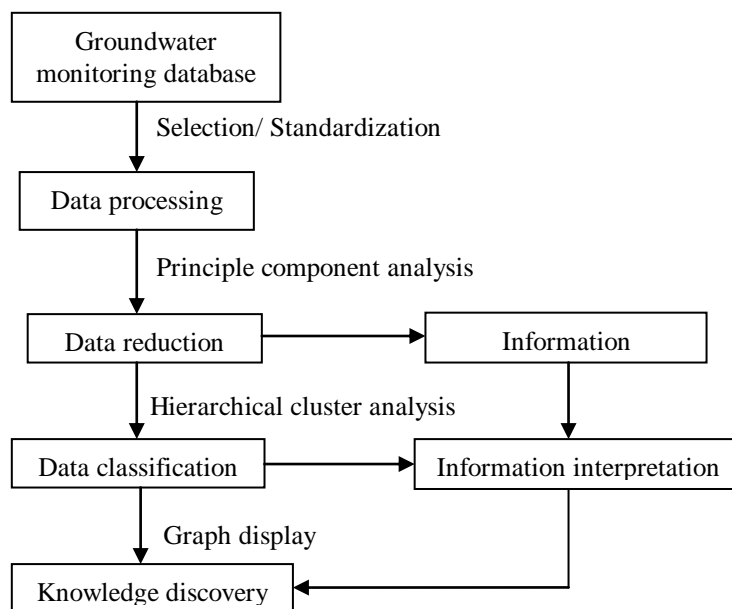 Groundwater
monitoring database
Selection/ Standardization
Data processing
Principle component analysis
Data reduction
Information
Hierarchical cluster analysis
Data classification
Information interpretation
Graph display
Knowledge discovery